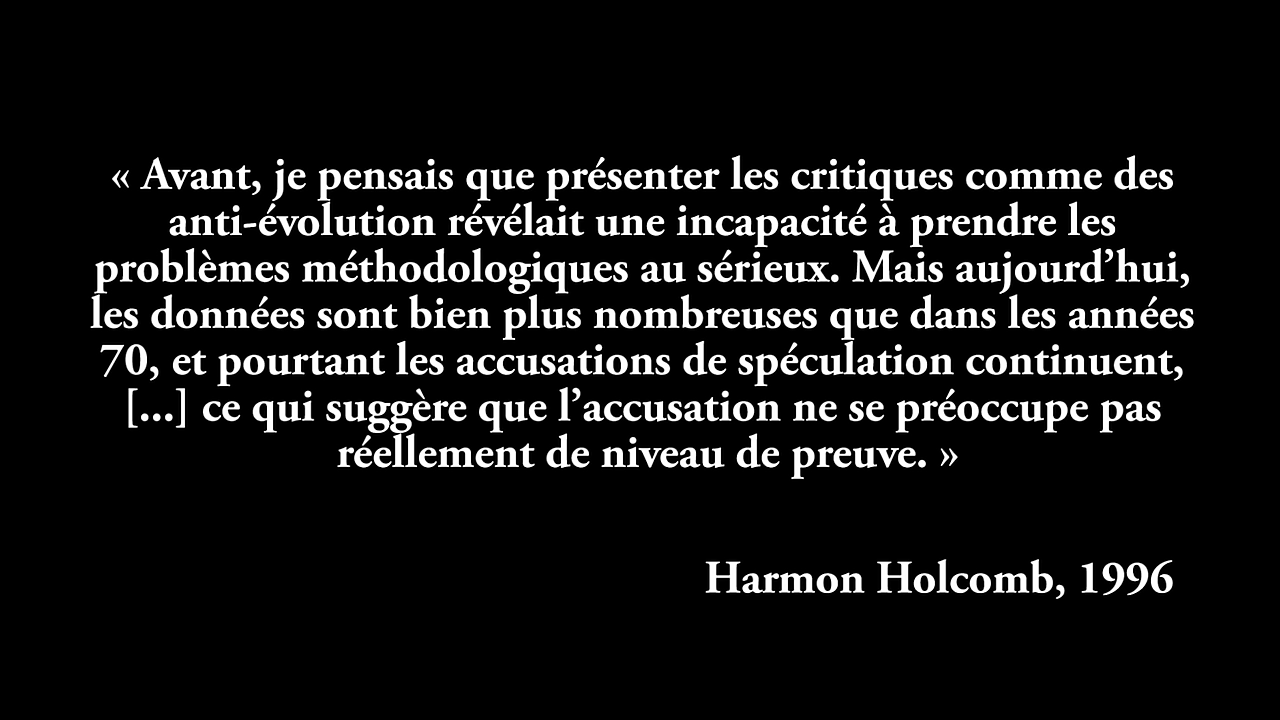 « Avant, je pensais que présenter les critiques comme des
anti-évolution révélait une incapacité à prendre les
problèmes méthodologiques au sérieux. Mais aujourd’hui,
les données sont bien plus nombreuses que dans les années
70, et pourtant les accusations de spéculation continuent,
[...] ce qui suggère que l’accusation ne se préoccupe pas
réellement de niveau de preuve. »
Harmon Holcomb, 1996